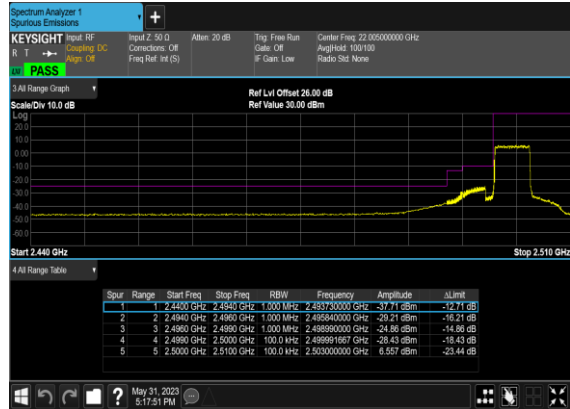 Spectrum Analyzer 1
Spurious Emissions
KEYSIGHT Input: RF Input Z: 50 Ω Atten: 20 dB Trig: Free Run Center Freq: 22.005000000 GHz
R T Coupling: DC Corrections: Off Gate: Off Avg|Hold: 100/100
Align: Off Freq Ref: Int (S) IF Gain: Low Radio Std: None
PASS
3 All Range Graph
Ref Lvl Offset 26.00 dB
Scale/Div 10.0 dB Ref Value 30.00 dBm
Log
20.0
10.0
0.00
-10.0
-20.0
-30.0
-40.0
-50.0
-60.0
Start 2.440 GHz Stop 2.510 GHz
4 All Range Table
Spur Range Start Freq Stop Freq RBW Frequency Amplitude ΔLimit
1 1 2.4400 GHz 2.4940 GHz 1.000 MHz 2.493730000 GHz -37.71 dBm -12.71 dB
2 2 2.4940 GHz 2.4960 GHz 1.000 MHz 2.495840000 GHz -29.21 dBm -16.21 dB
3 3 2.4960 GHz 2.4990 GHz 1.000 MHz 2.498990000 GHz -24.86 dBm -14.86 dB
4 4 2.4990 GHz 2.5000 GHz 100.0 kHz 2.499991667 GHz -28.43 dBm -18.43 dB
5 5 2.5000 GHz 2.5100 GHz 100.0 kHz 2.503000000 GHz 6.557 dBm -23.44 dB
May 31, 2023
5:17:51 PM